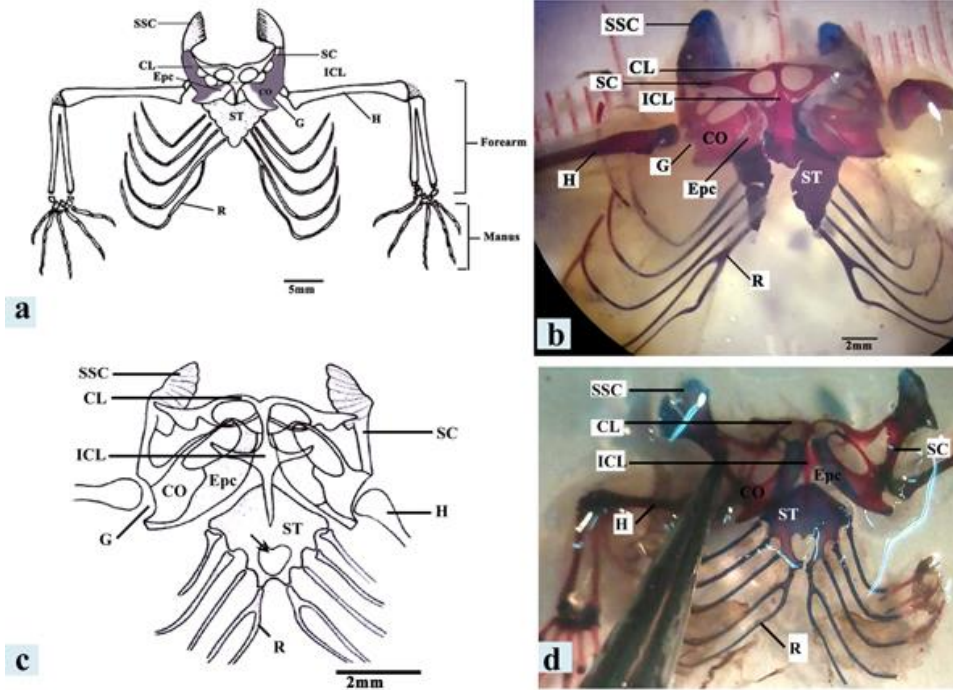 SSC
SC
CL
ICL
Epc
CO
ST
G
H
Forearm
R
Manus
5mm
a
SSC
CL
SC
ICL
CO
G
H
Epc
ST
R
2mm
b
SSC
CL
SC
ICL
Epc
CO
G
H
ST
R
2mm
c
SSC
CL
SC
ICL
Epc
CO
ST
H
R
d